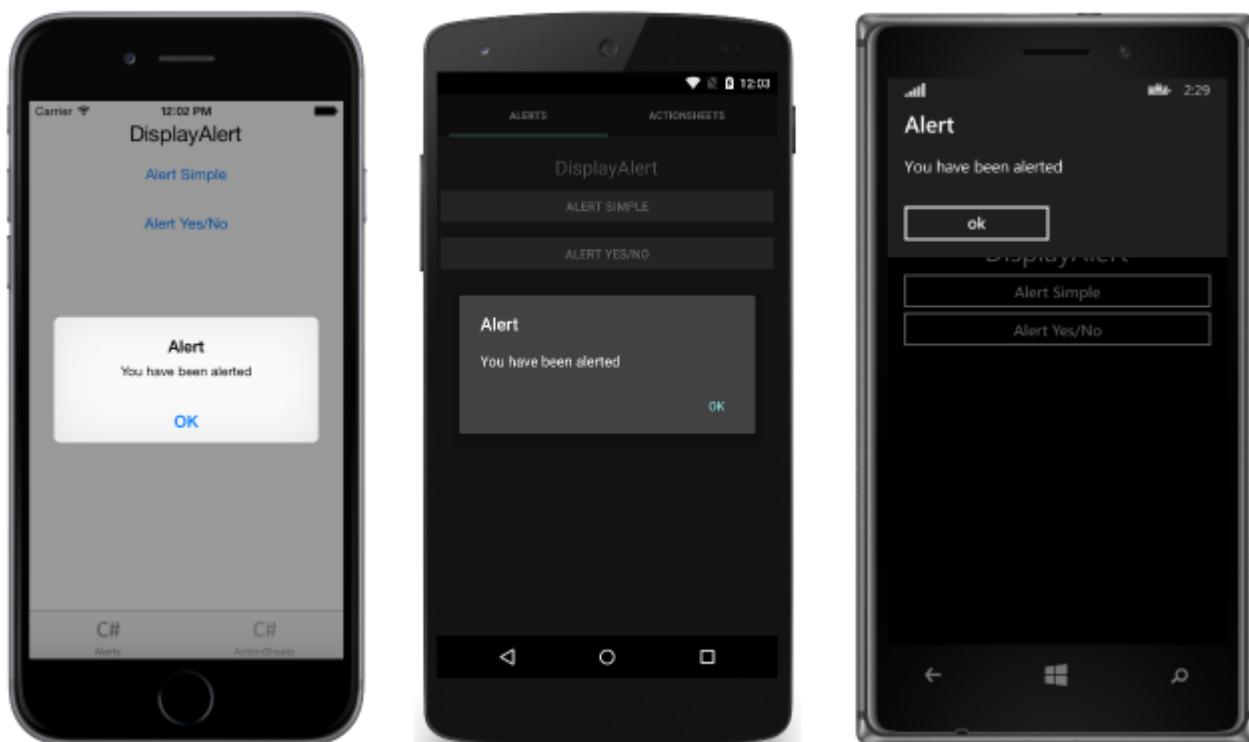 Carrier 12:02 PM
DisplayAlert
Alert Simple
Alert Yes/No
Alert
You have been alerted
OK
C# C#
Alerts ActionSheets
12:03
ALERTS ACTIONSHEETS
DisplayAlert
ALERT SIMPLE
ALERT YES/NO
Alert
You have been alerted
OK
2:29
Alert
You have been alerted
ok
DisplayAlert
Alert Simple
Alert Yes/No